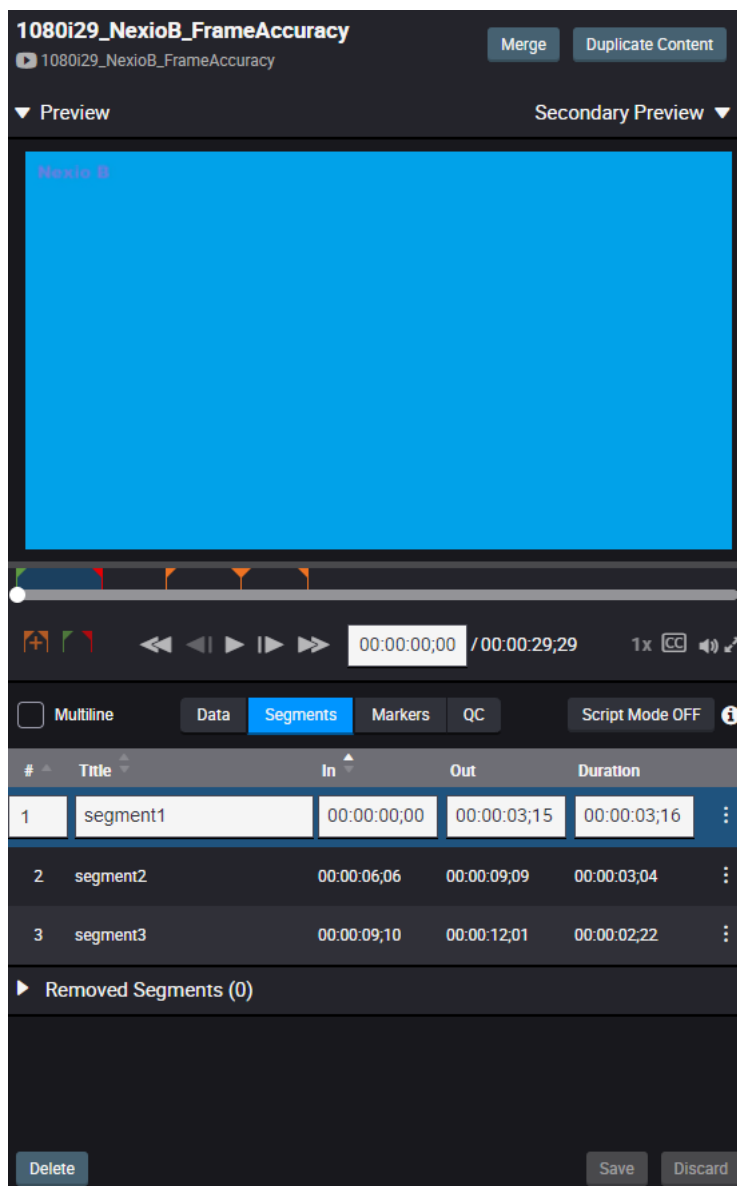 1080i29_NexioB_FrameAccuracy
1080i29_NexioB_FrameAccuracy
Merge
Duplicate Content
Preview
Secondary Preview
Nexio B
00:00:00;00 / 00:00:29;29 1x CC
Multiline Data Segments Markers QC Script Mode OFF
# Title In Out Duration
1 segment1 00:00:00;00 00:00:03;15 00:00:03;16
2 segment2 00:00:06;06 00:00:09;09 00:00:03;04
3 segment3 00:00:09;10 00:00:12;01 00:00:02;22
Removed Segments (0)
Delete Save Discard